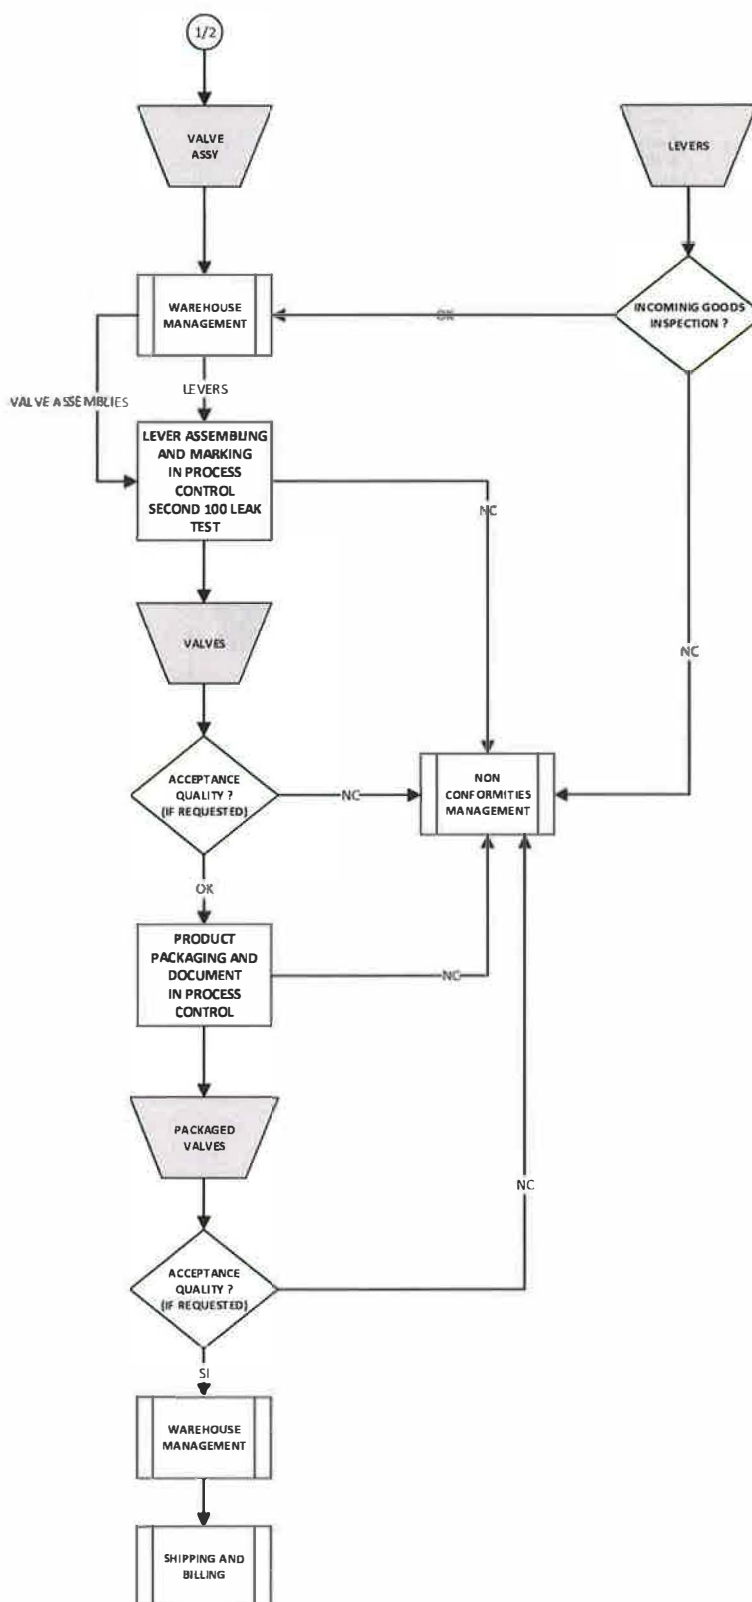 1/2
VALVE
ASSY
LEVERS
WAREHOUSE
MANAGEMENT
OK
INCOMING GOODS
INSPECTION ?
LEVERS
VALVE ASSEMBLIES
LEVER ASSEMBLING
AND MARKING
IN PROCESS
CONTROL
SECOND 100 LEAK
TEST
NC
VALVES
NC
ACCEPTANCE
QUALITY ?
(IF REQUESTED)
NC
NON
CONFORMITIES
MANAGEMENT
OK
PRODUCT
PACKAGING AND
DOCUMENT
IN PROCESS
CONTROL
NC
PACKAGED
VALVES
NC
ACCEPTANCE
QUALITY ?
(IF REQUESTED)
SI
WAREHOUSE
MANAGEMENT
SHIPPING AND
BILLING